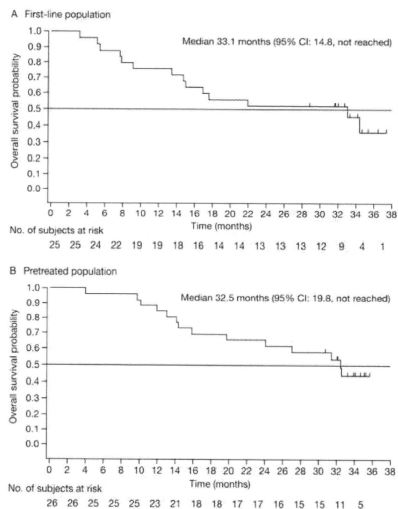 A First-line population
Median 33.1 months (95% CI: 14.8, not reached)
Overall survival probability
1.0
0.9
0.8
0.7
0.6
0.5
0.4
0.3
0.2
0.1
0.0
0 2 4 6 8 10 12 14 16 18 20 22 24 26 28 30 32 34 36 38
Time (months)
No. of subjects at risk
25 25 24 22 19 19 18 16 14 14 13 13 13 12 9 4 1
B Pretreated population
Median 32.5 months (95% CI: 19.8, not reached)
Overall survival probability
1.0
0.9
0.8
0.7
0.6
0.5
0.4
0.3
0.2
0.1
0.0
0 2 4 6 8 10 12 14 16 18 20 22 24 26 28 30 32 34 36 38
Time (months)
No. of subjects at risk
26 26 25 25 25 23 21 18 18 17 17 16 15 15 11 5